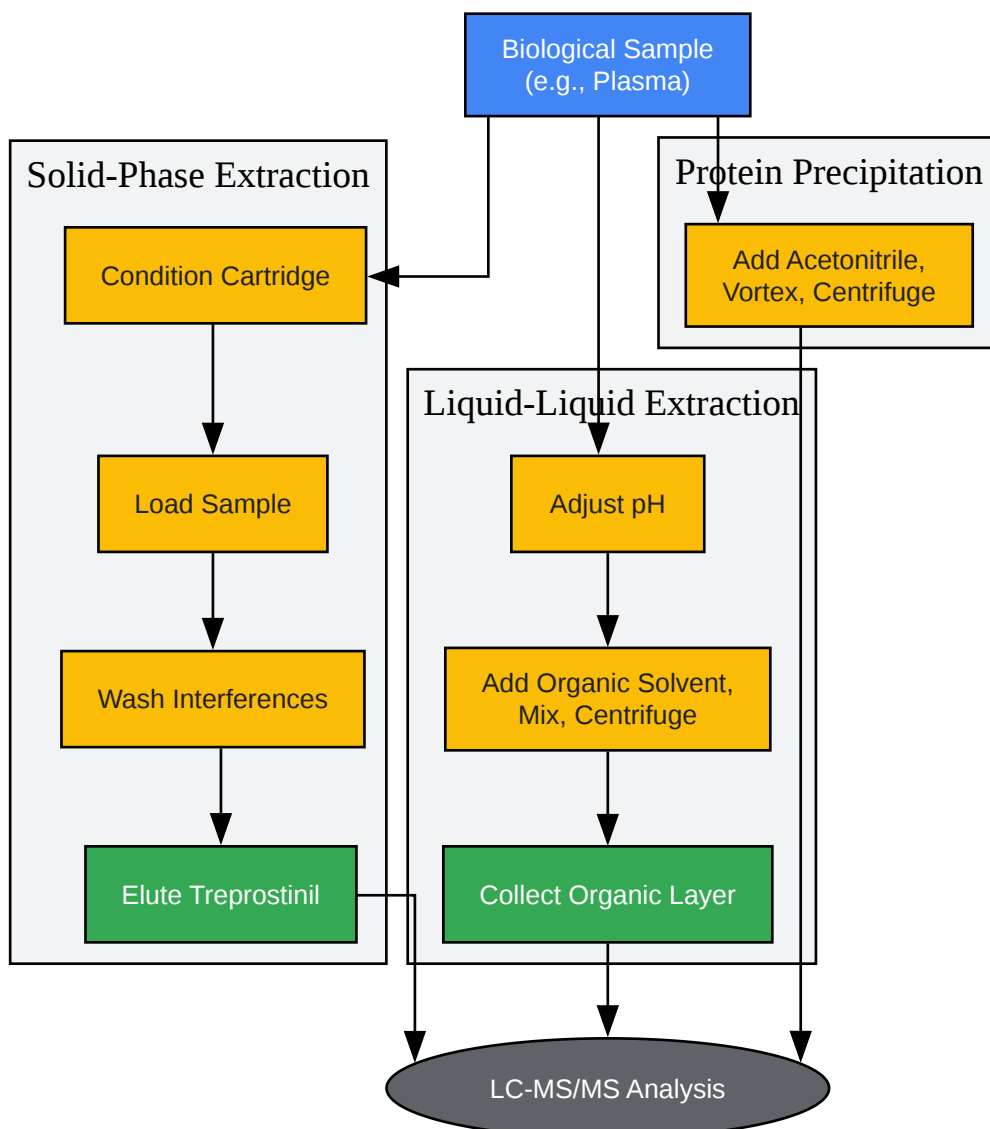 Biological Sample
(e.g., Plasma)
Solid-Phase Extraction
Condition Cartridge
Load Sample
Wash Interferences
Elute Treprostinil
Liquid-Liquid Extraction
Adjust pH
Add Organic Solvent,
Mix, Centrifuge
Collect Organic Layer
Protein Precipitation
Add Acetonitrile,
Vortex, Centrifuge
LC-MS/MS Analysis